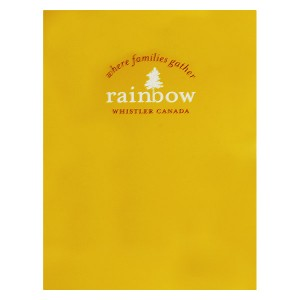 where families gather
rainbow
WHISTLER CANADA